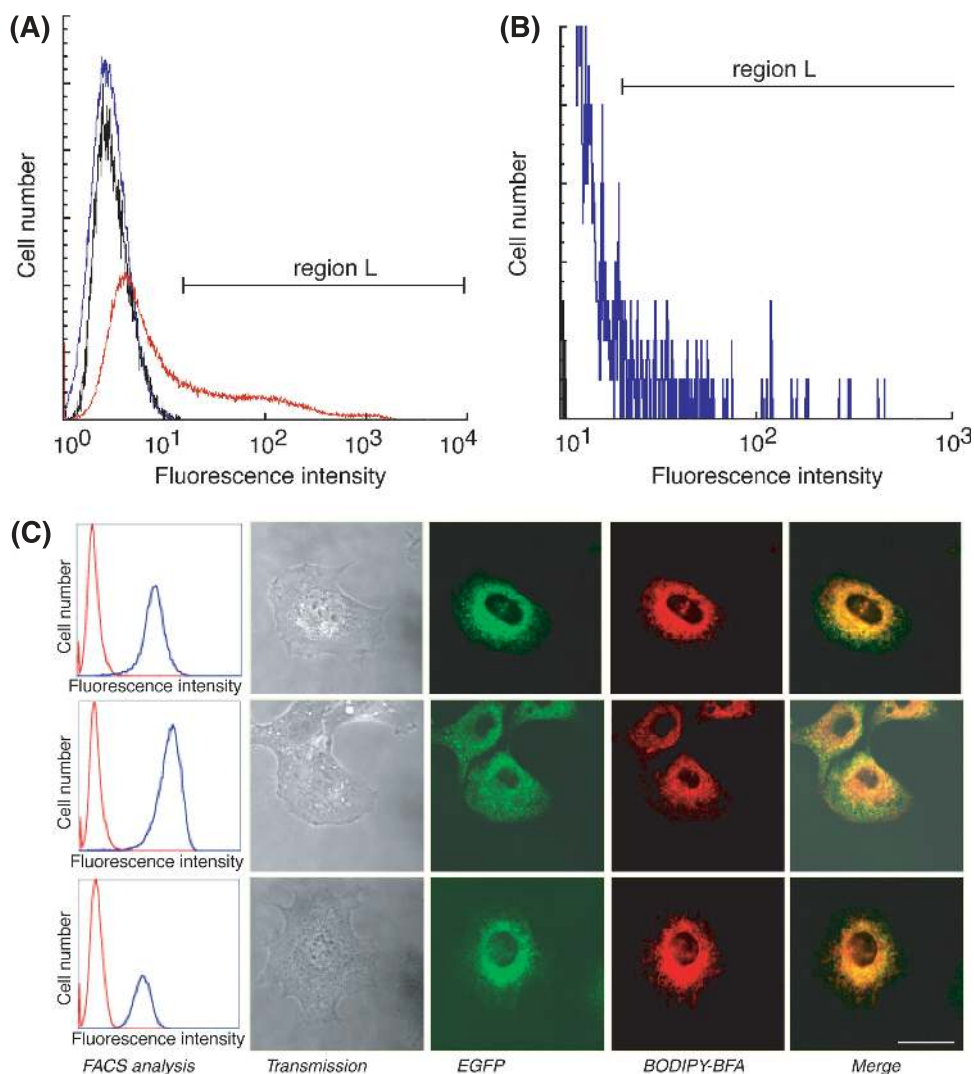 (A)
Cell number
region L
10^0 10^1 10^2 10^3 10^4
Fluorescence intensity
(B)
Cell number
region L
10^1 10^2 10^3
Fluorescence intensity
(C)
Cell number
Fluorescence intensity
Cell number
Fluorescence intensity
Cell number
Fluorescence intensity
FACS analysis Transmission EGFP BODIPY-BFA Merge